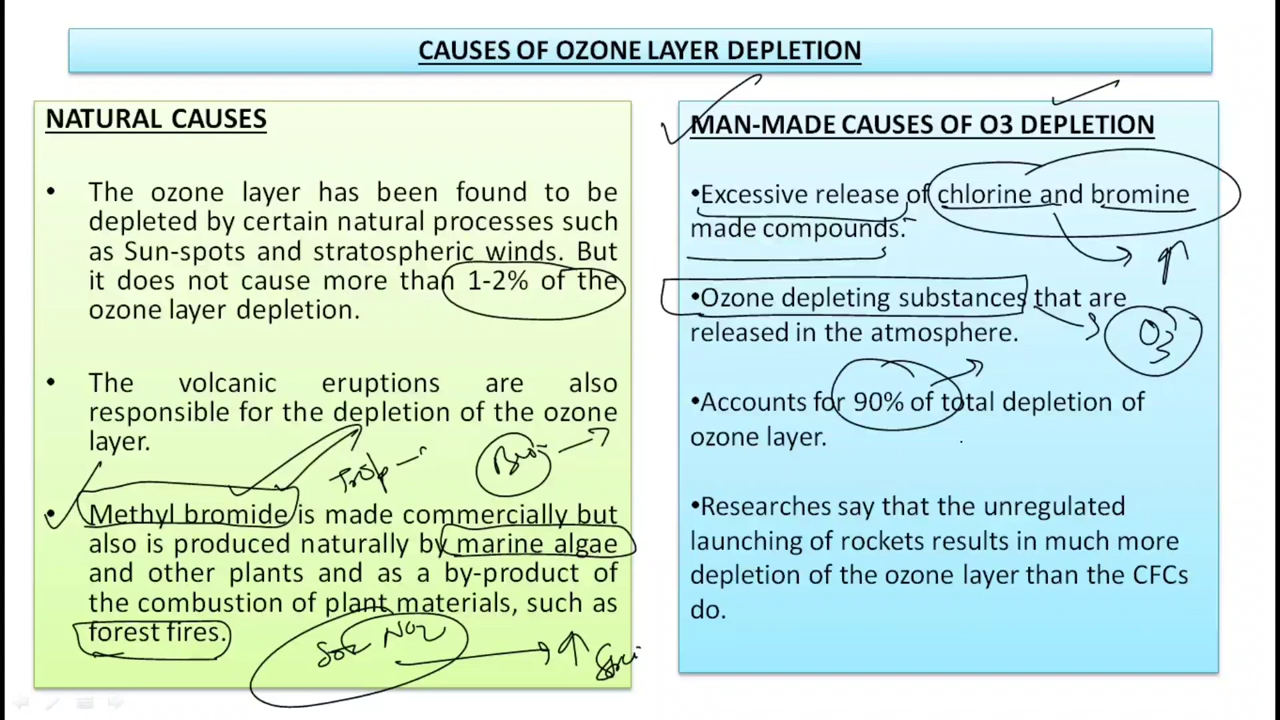 CAUSES OF OZONE LAYER DEPLETION
NATURAL CAUSES
• The ozone layer has been found to be
depleted by certain natural processes such
as Sun-spots and stratospheric winds. But
it does not cause more than 1-2% of the
ozone layer depletion.
• The volcanic eruptions are also
responsible for the depletion of the ozone
layer.
Trop
• Methyl bromide is made commercially but
also is produced naturally by marine algae
and other plants and as a by-product of
the combustion of plant materials, such as
forest fires.
NO2
MAN-MADE CAUSES OF O3 DEPLETION
•Excessive release of chlorine and bromine
made compounds.
•Ozone depleting substances that are
released in the atmosphere.
O3
•Accounts for 90% of total depletion of
ozone layer.
•Researches say that the unregulated
launching of rockets results in much more
depletion of the ozone layer than the CFCs
do.